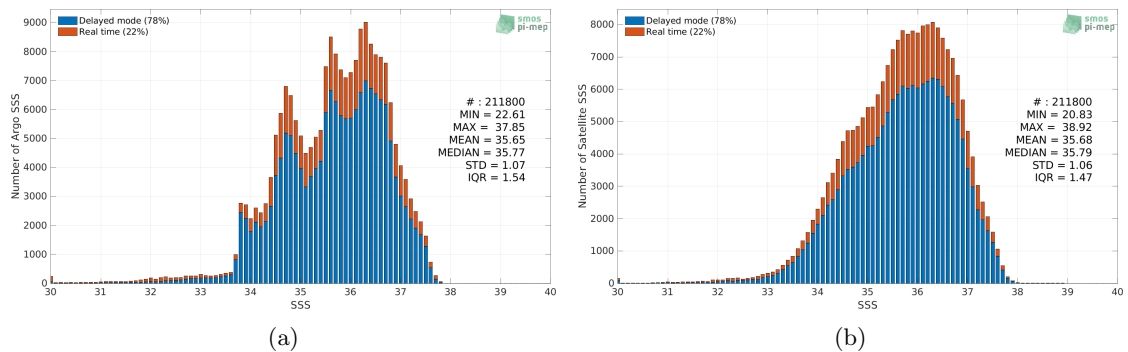 Delayed mode (78%)
Real time (22%)
smos
pi-mep
# : 211800
MIN = 22.61
MAX = 37.85
MEAN = 35.65
MEDIAN = 35.77
STD = 1.07
IQR = 1.54
Number of Argo SSS
9000
8000
7000
6000
5000
4000
3000
2000
1000
0
30 31 32 33 34 35 36 37 38 39 40
SSS
(a)
Delayed mode (78%)
Real time (22%)
smos
pi-mep
# : 211800
MIN = 20.83
MAX = 38.92
MEAN = 35.68
MEDIAN = 35.79
STD = 1.06
IQR = 1.47
Number of Satellite SSS
8000
7000
6000
5000
4000
3000
2000
1000
0
30 31 32 33 34 35 36 37 38 39 40
SSS
(b)